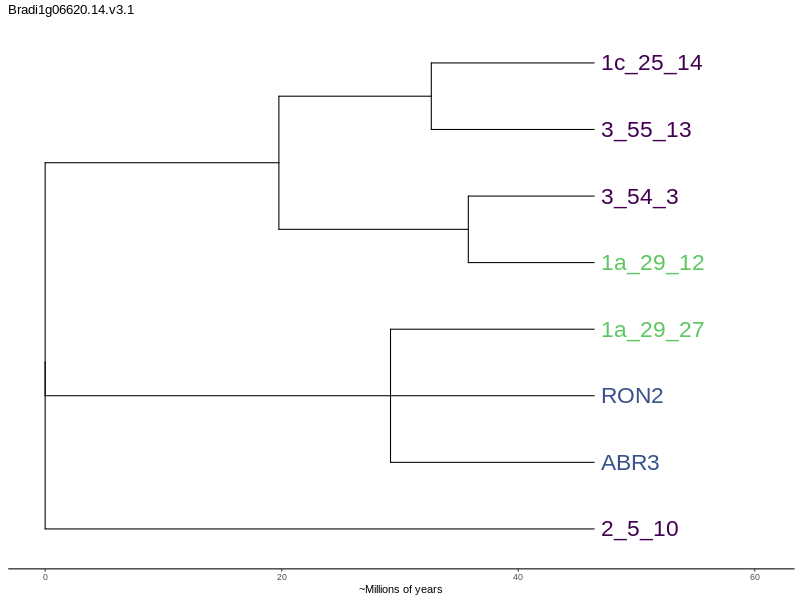 Bradi1g06620.14.v3.1
1c_25_14
3_55_13
3_54_3
1a_29_12
1a_29_27
RON2
ABR3
2_5_10
0 20 40 60
~Millions of years